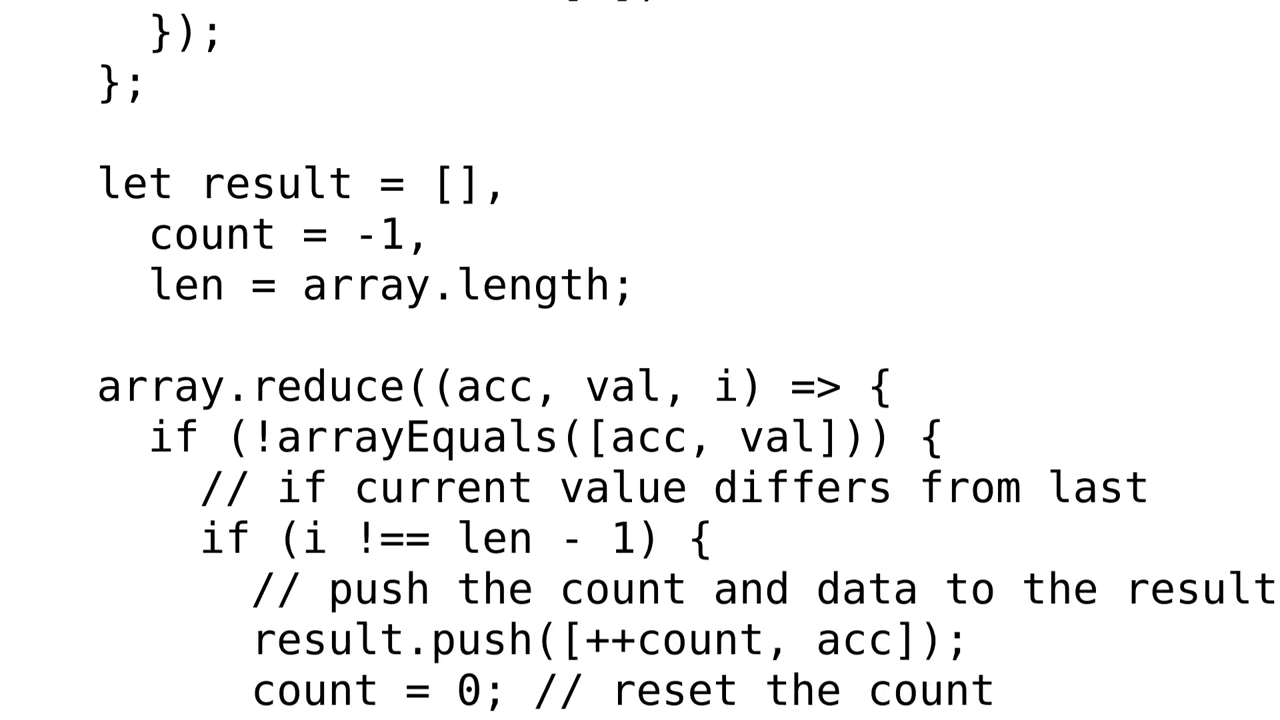 });
};
let result = [],
count = -1,
len = array.length;
array.reduce((acc, val, i) => {
if (!arrayEquals([acc, val])) {
// if current value differs from last
if (i !== len - 1) {
// push the count and data to the result
result.push([++count, acc]);
count = 0; // reset the count